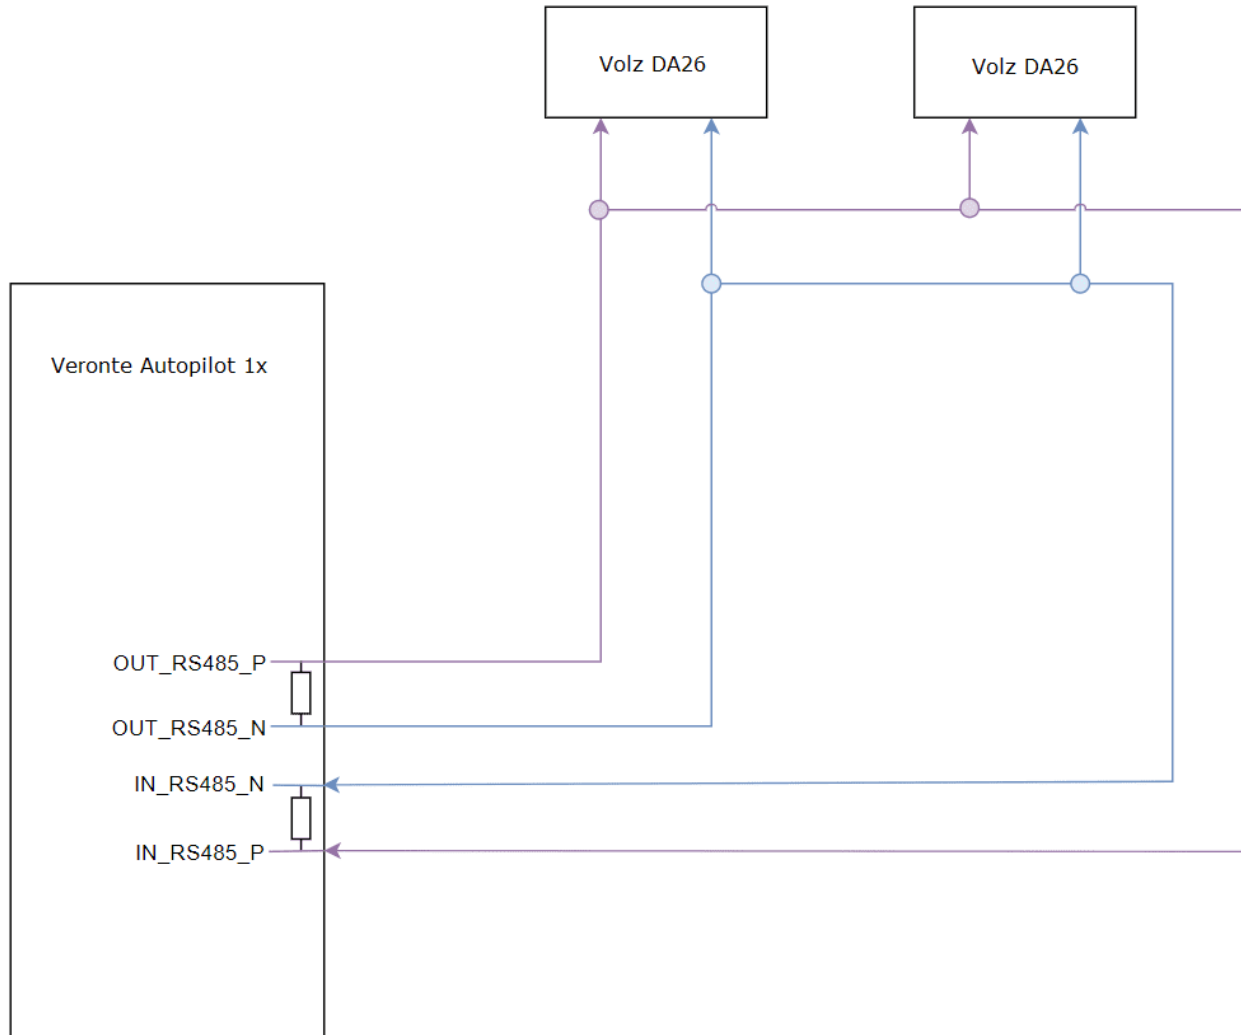 Volz DA26
Volz DA26
Veronte Autopilot 1x
OUT_RS485_P
OUT_RS485_N
IN_RS485_N
IN_RS485_P